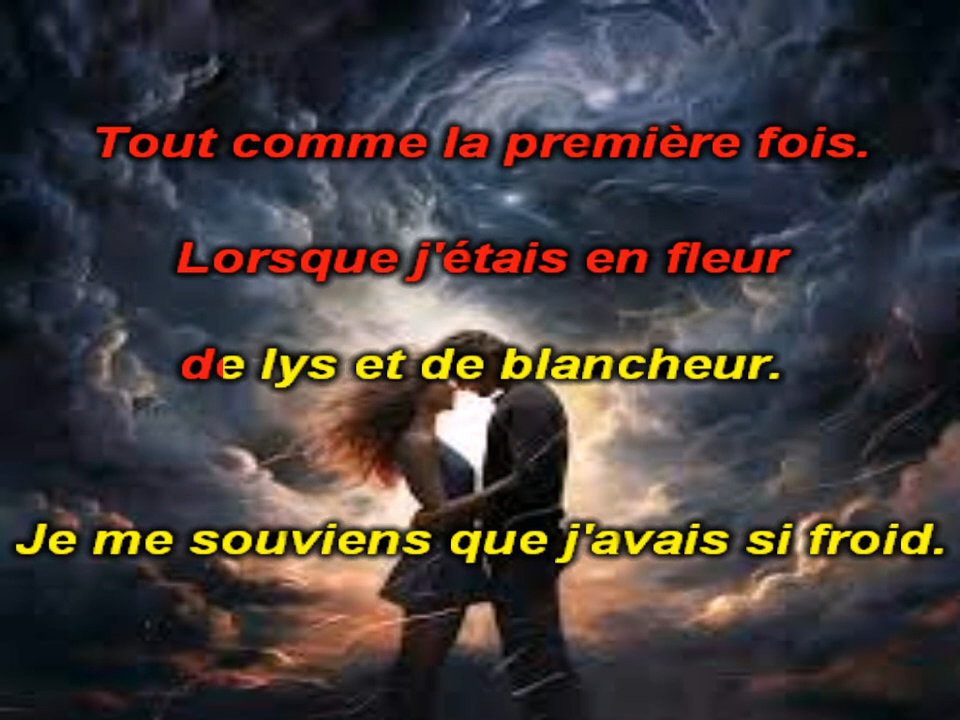 Tout comme la première fois.
Lorsque j'étais en fleur
de lys et de blancheur.
Je me souviens que j'avais si froid.